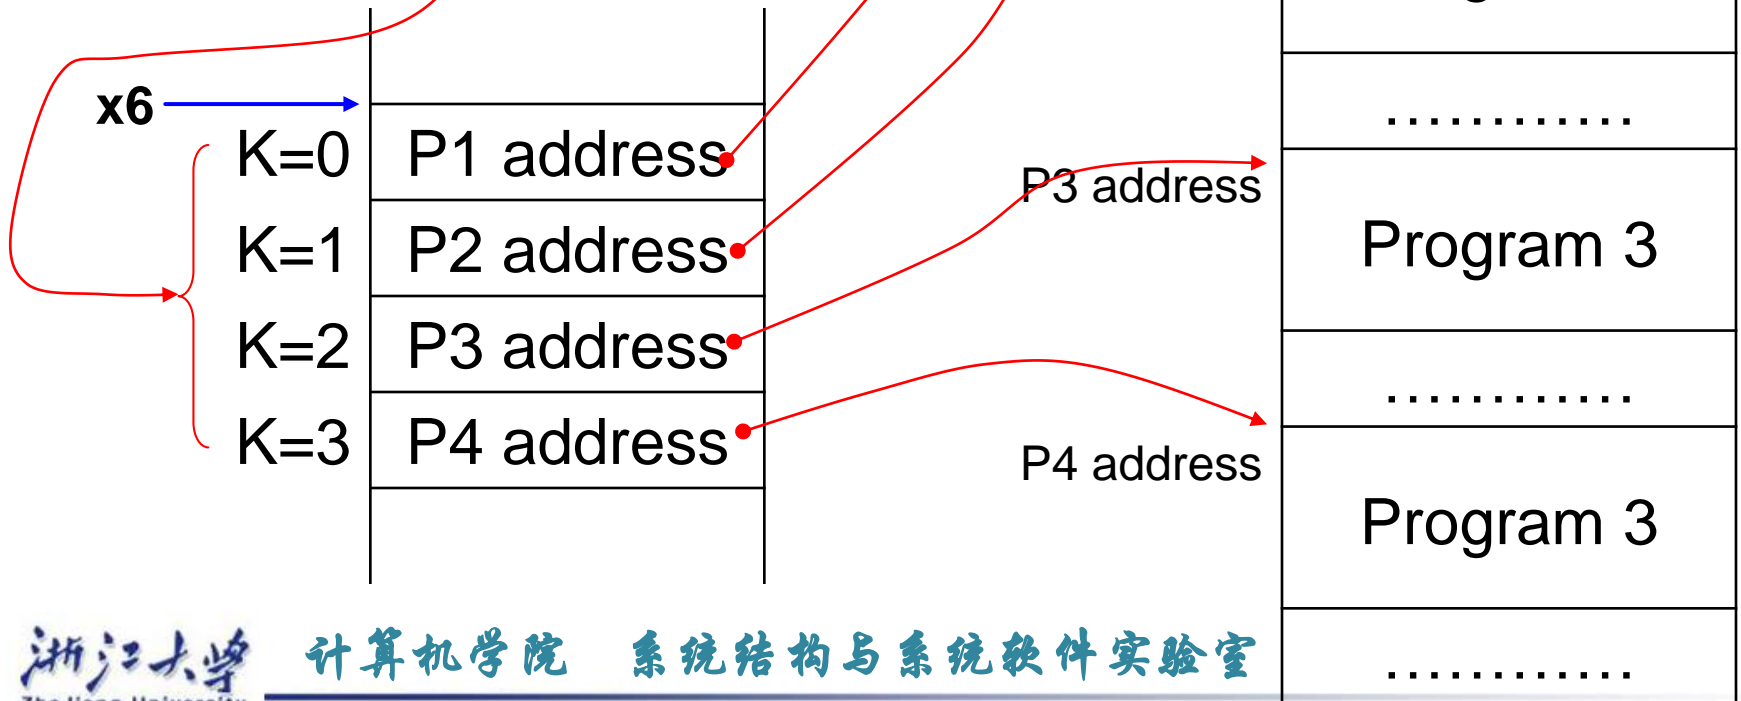 g
x6
K=0 P1 address
K=1 P2 address
K=2 P3 address
K=3 P4 address
P3 address
P4 address
............
Program 3
............
Program 3
............
浙江大学
计算机学院 系统结构与系统软件实验室